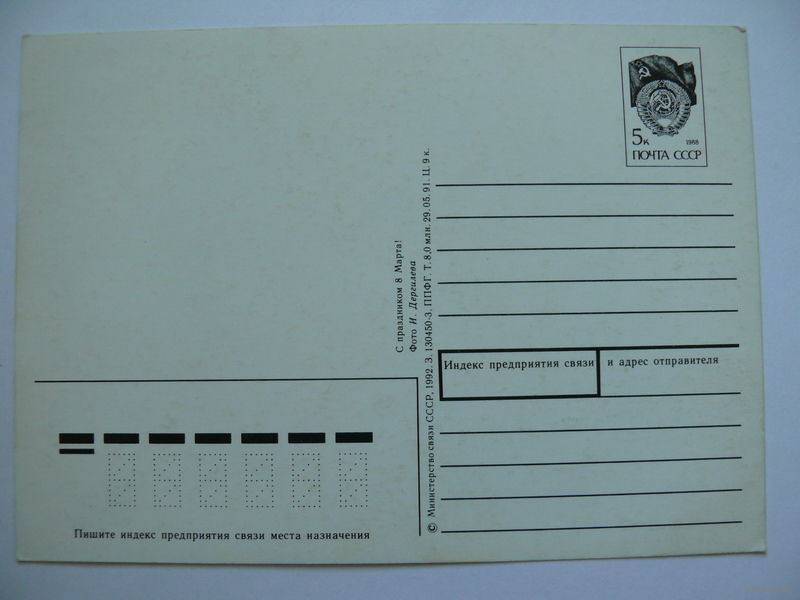 5к 1988
ПОЧТА СССР
С праздником 8 Марта!
Фото И. Дергилева
© Министерство связи СССР, 1992. З. 130450-3. ППФГ. Т. 8,0 млн. 29.05.91. Ц. 9 к.
Индекс предприятия связи и адрес отправителя
Пишите индекс предприятия связи места назначения